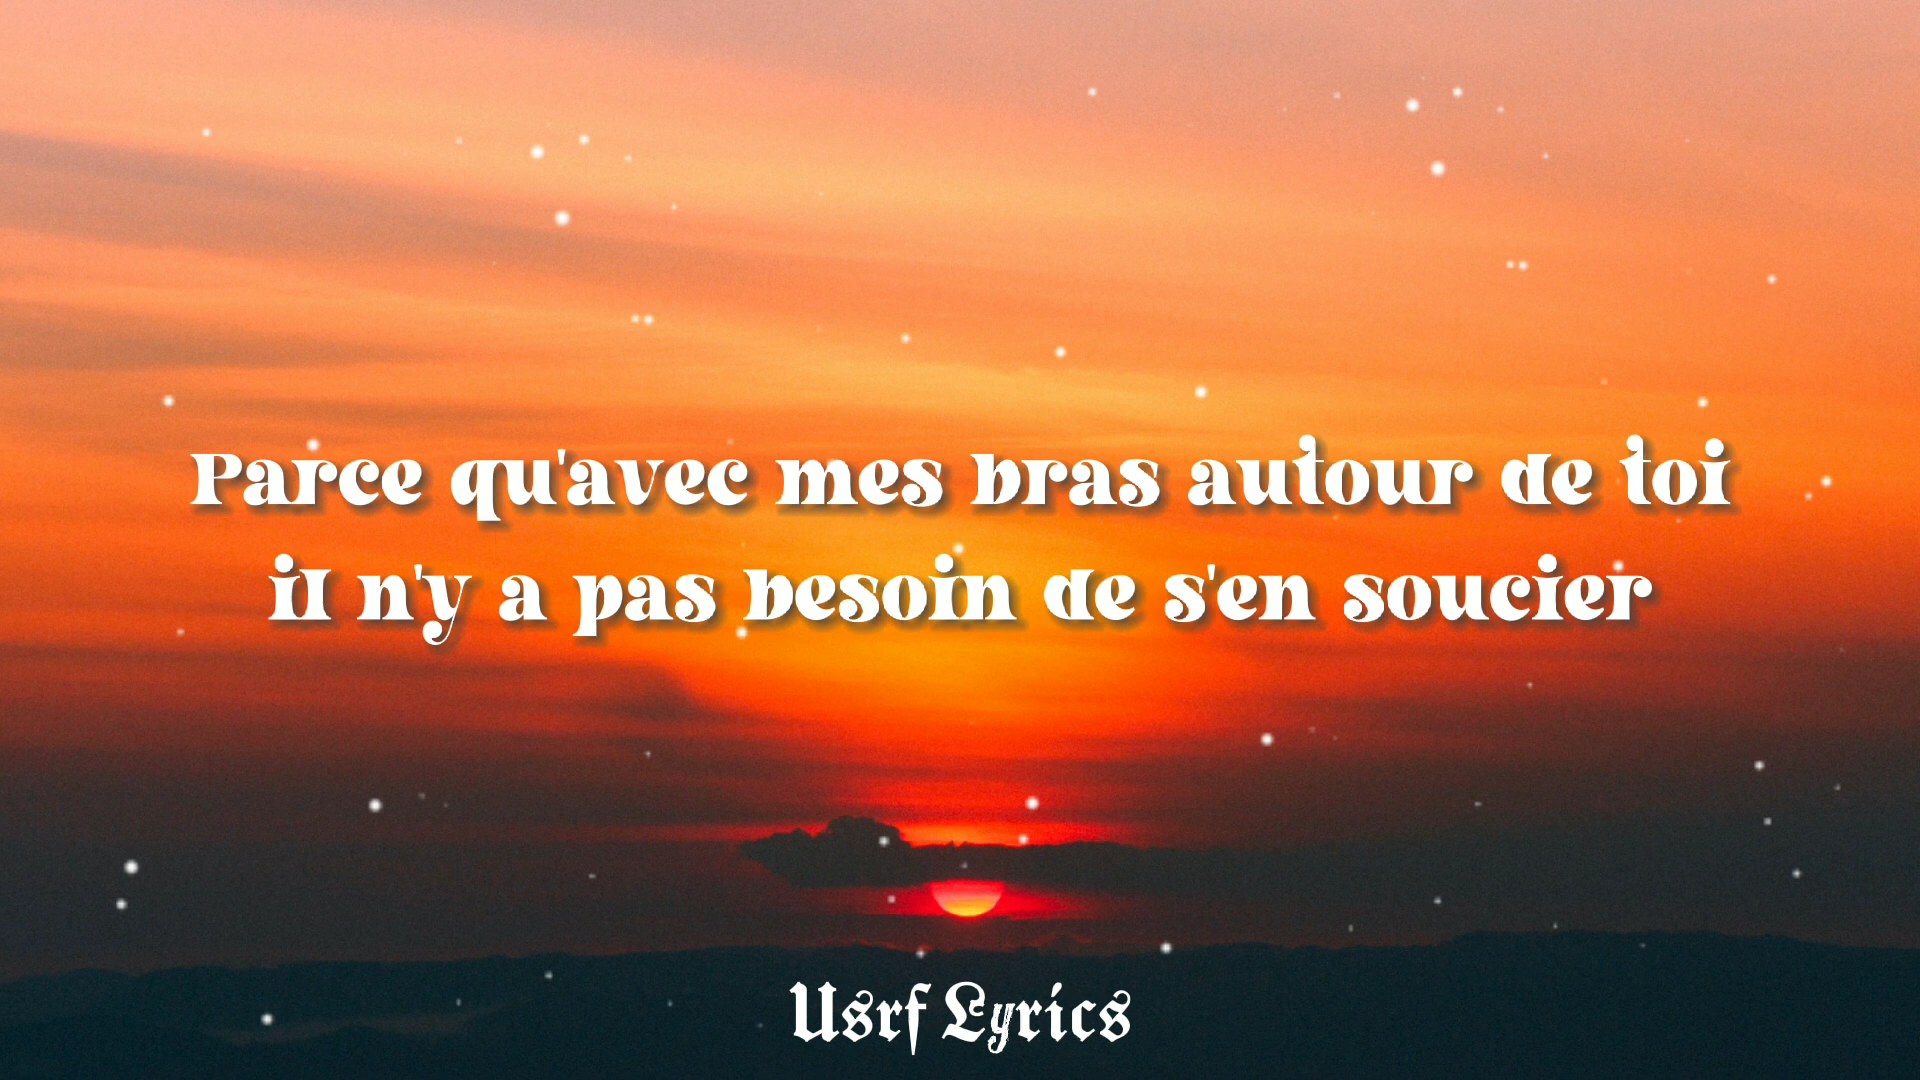 Parce qu'avec mes bras autour de toi
il n'y a pas besoin de s'en soucier
Usrf Lyrics